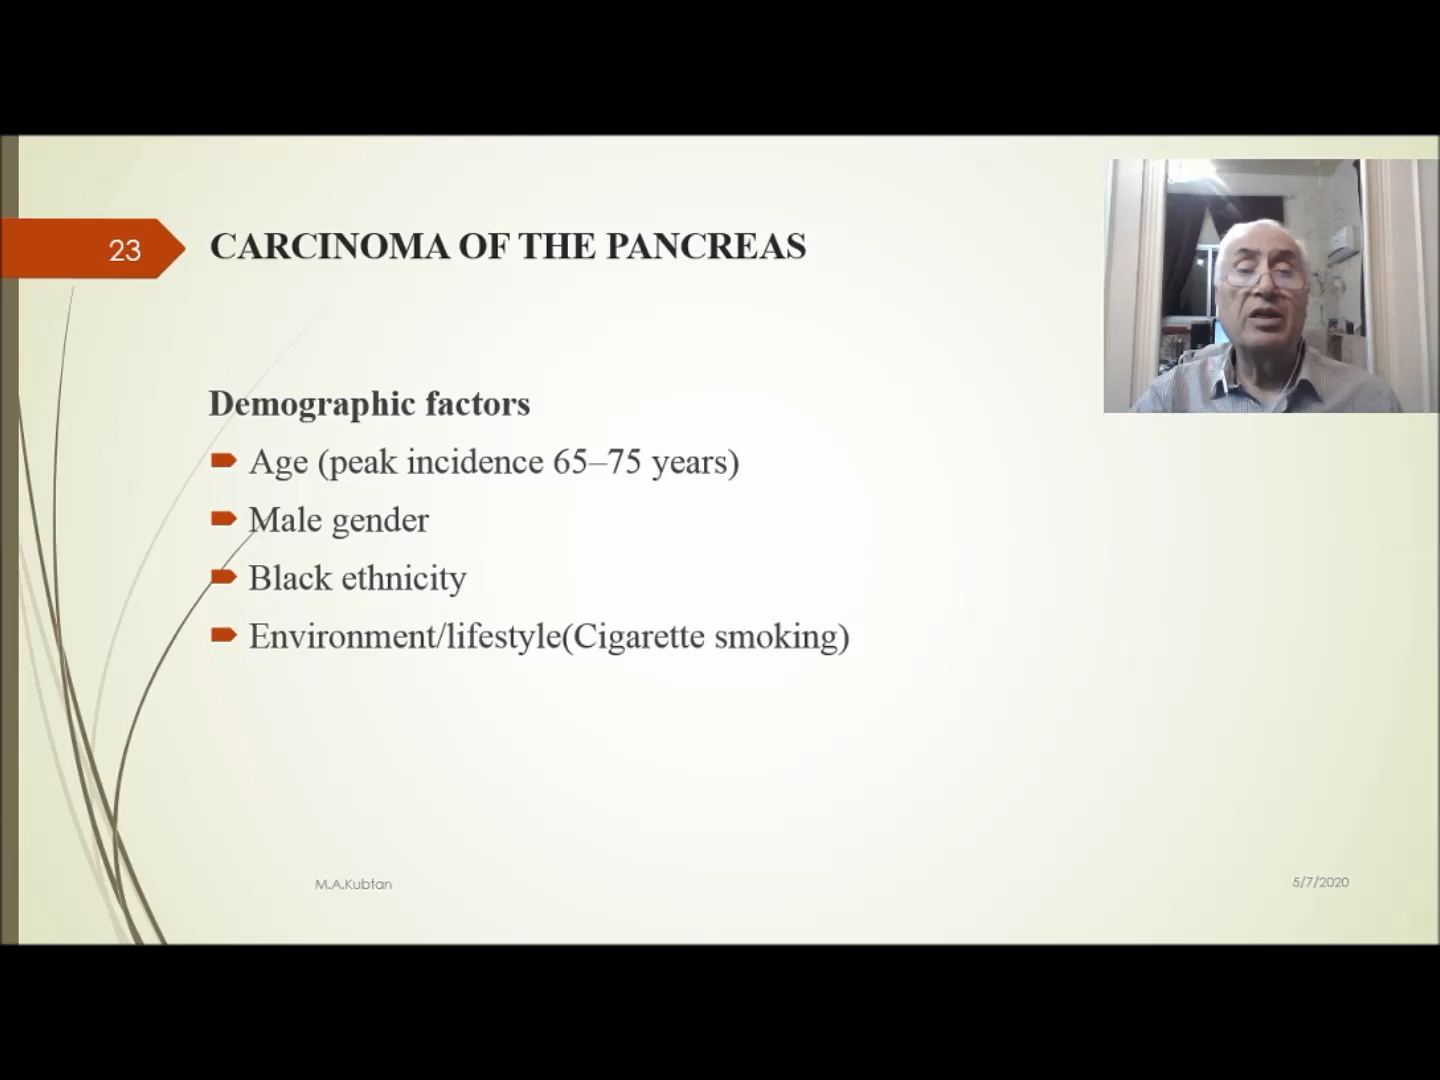 23
CARCINOMA OF THE PANCREAS
Demographic factors
Age (peak incidence 65–75 years)
Male gender
Black ethnicity
Environment/lifestyle(Cigarette smoking)
M.A.Kubtan
5/7/2020